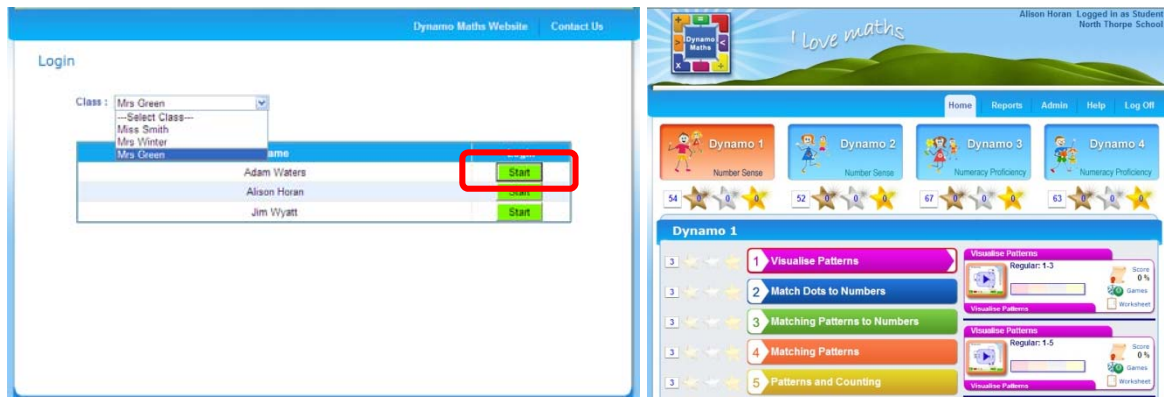 Dynamo Maths Website Contact Us
Login
Class : Mrs Green
---Select Class---
Miss Smith
Mrs Winter
Mrs Green
ame
Adam Waters Start
Alison Horan Start
Jim Wyatt Start
Alison Horan Logged in as Student
North Thorpe School
Dynamo
Maths
I love maths
Home Reports Admin Help Log Off
Dynamo 1
Number Sense
Dynamo 2
Number Sense
Dynamo 3
Numeracy Proficiency
Dynamo 4
Numeracy Proficiency
54 0 0 52 0 0 67 0 0 63 0 0
Dynamo 1
3 1 Visualise Patterns
3 2 Match Dots to Numbers
3 3 Matching Patterns to Numbers
3 4 Matching Patterns
3 5 Patterns and Counting
Visualise Patterns
Regular: 1-3
Score
0 %
Games
Worksheet
Visualise Patterns
Visualise Patterns
Regular: 1-5
Score
0 %
Games
Worksheet
Visualise Patterns